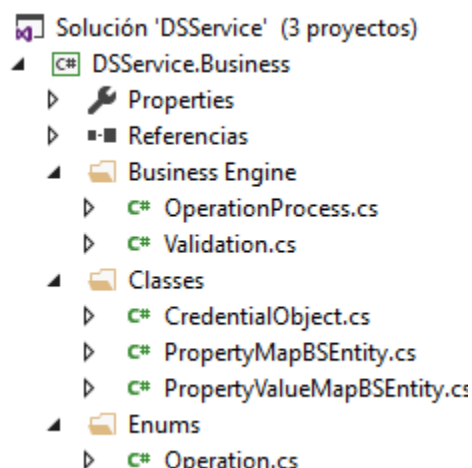 Solución 'DSService' (3 proyectos)
C# DSService.Business
Properties
Referencias
Business Engine
C# OperationProcess.cs
C# Validation.cs
Classes
C# CredentialObject.cs
C# PropertyMapBSEntity.cs
C# PropertyValueMapBSEntity.cs
Enums
C# Operation.cs